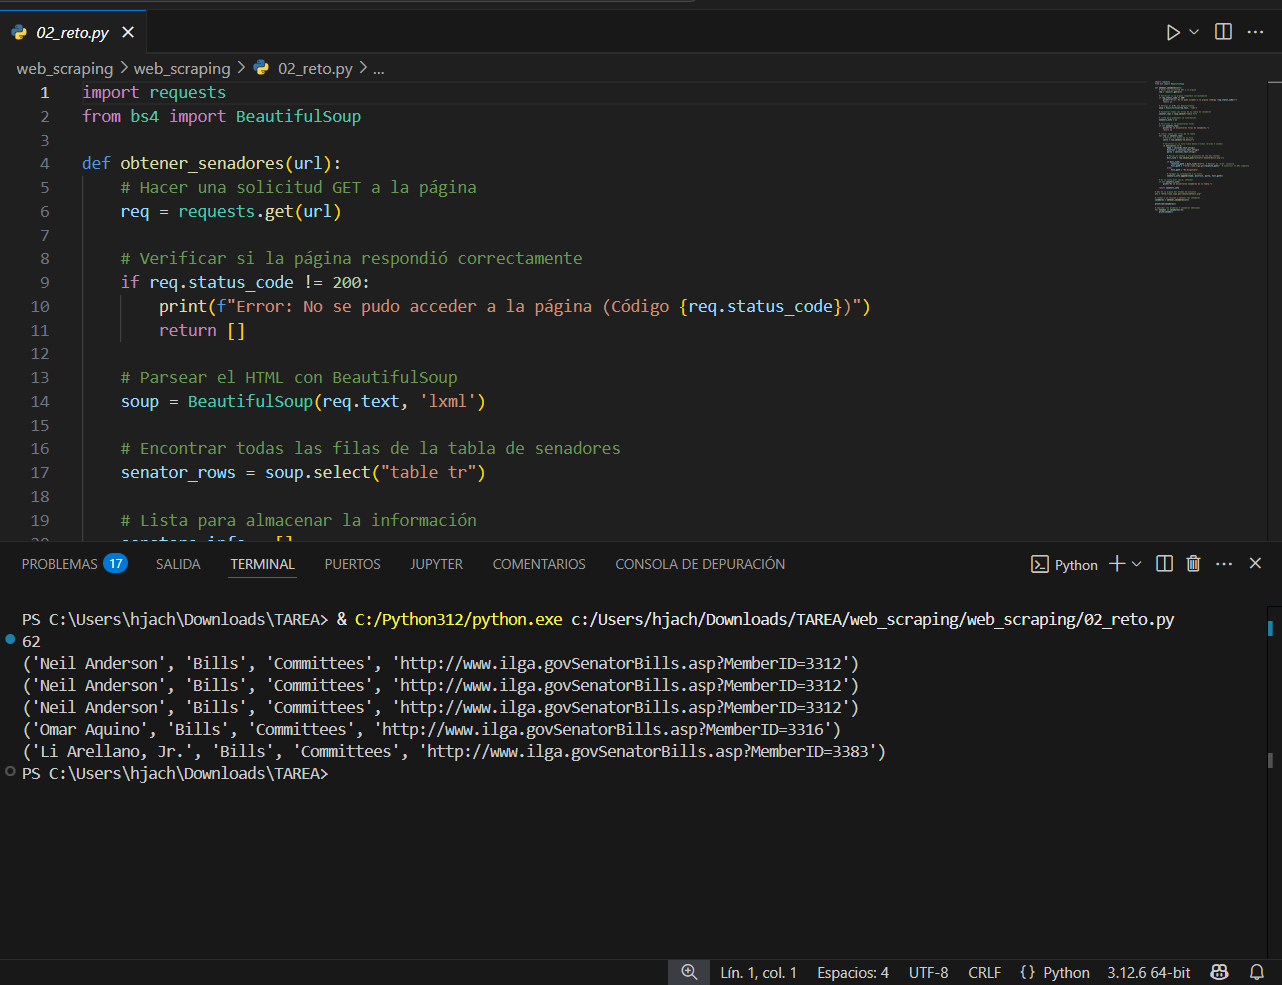 02_reto.py
web_scraping > web_scraping > 02_reto.py > ...
1 import requests
2 from bs4 import BeautifulSoup
3
4 def obtener_senadores(url):
5 # Hacer una solicitud GET a la página
6 req = requests.get(url)
7
8 # Verificar si la página respondió correctamente
9 if req.status_code != 200:
10 print(f"Error: No se pudo acceder a la página (Código {req.status_code})")
11 return []
12
13 # Parsear el HTML con BeautifulSoup
14 soup = BeautifulSoup(req.text, 'lxml')
15
16 # Encontrar todas las filas de la tabla de senadores
17 senator_rows = soup.select("table tr")
18
19 # Lista para almacenar la información
PROBLEMAS 17 SALIDA TERMINAL PUERTOS JUPYTER COMENTARIOS CONSOLA DE DEPURACIÓN Python
PS C:\Users\hjach\Downloads\TAREA> & C:/Python312/python.exe c:/Users/hjach/Downloads/TAREA/web_scraping/web_scraping/02_reto.py
62
('Neil Anderson', 'Bills', 'Committees', 'http://www.ilga.govSenatorBills.asp?MemberID=3312')
('Neil Anderson', 'Bills', 'Committees', 'http://www.ilga.govSenatorBills.asp?MemberID=3312')
('Neil Anderson', 'Bills', 'Committees', 'http://www.ilga.govSenatorBills.asp?MemberID=3312')
('Omar Aquino', 'Bills', 'Committees', 'http://www.ilga.govSenatorBills.asp?MemberID=3316')
('Li Arellano, Jr.', 'Bills', 'Committees', 'http://www.ilga.govSenatorBills.asp?MemberID=3383')
PS C:\Users\hjach\Downloads\TAREA>
Lín. 1, col. 1 Espacios: 4 UTF-8 CRLF {} Python 3.12.6 64-bit